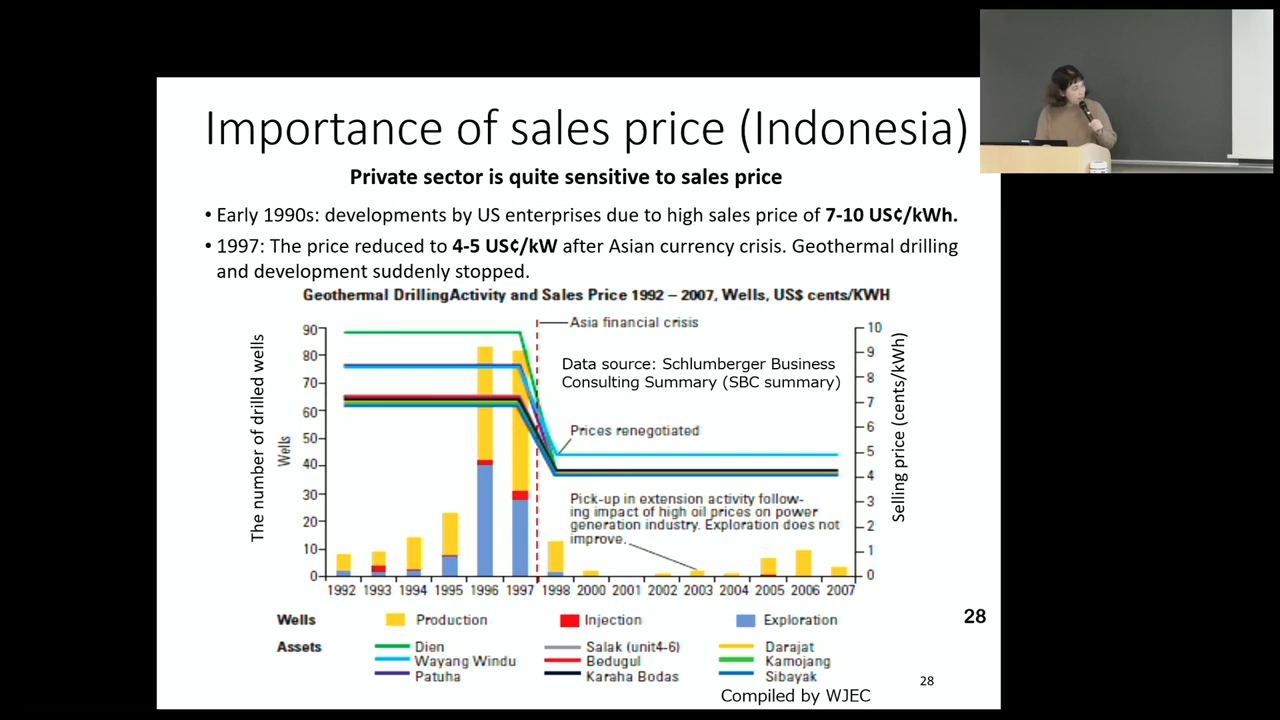 Importance of sales price (Indonesia)
Private sector is quite sensitive to sales price
• Early 1990s: developments by US enterprises due to high sales price of 7-10 US¢/kWh.
• 1997: The price reduced to 4-5 US¢/kW after Asian currency crisis. Geothermal drilling
and development suddenly stopped.
Geothermal DrillingActivity and Sales Price 1992 – 2007, Wells, US$ cents/KWH
The number of drilled wells
Wells
90
80
70
60
50
40
30
20
10
0
Asia financial crisis
Data source: Schlumberger Business
Consulting Summary (SBC summary)
Prices renegotiated
Pick-up in extension activity follow-
ing impact of high oil prices on power
generation industry. Exploration does not
improve.
10
9
8
7
6
5
4
3
2
1
0
Selling price (cents/kWh)
1992 1993 1994 1995 1996 1997 1998 2000 2001 2002 2003 2004 2005 2006 2007
Wells Production Injection Exploration
28
Assets Dien Salak (unit4-6) Darajat
Wayang Windu Bedugul Kamojang
Patuha Karaha Bodas Sibayak
28
Compiled by WJEC